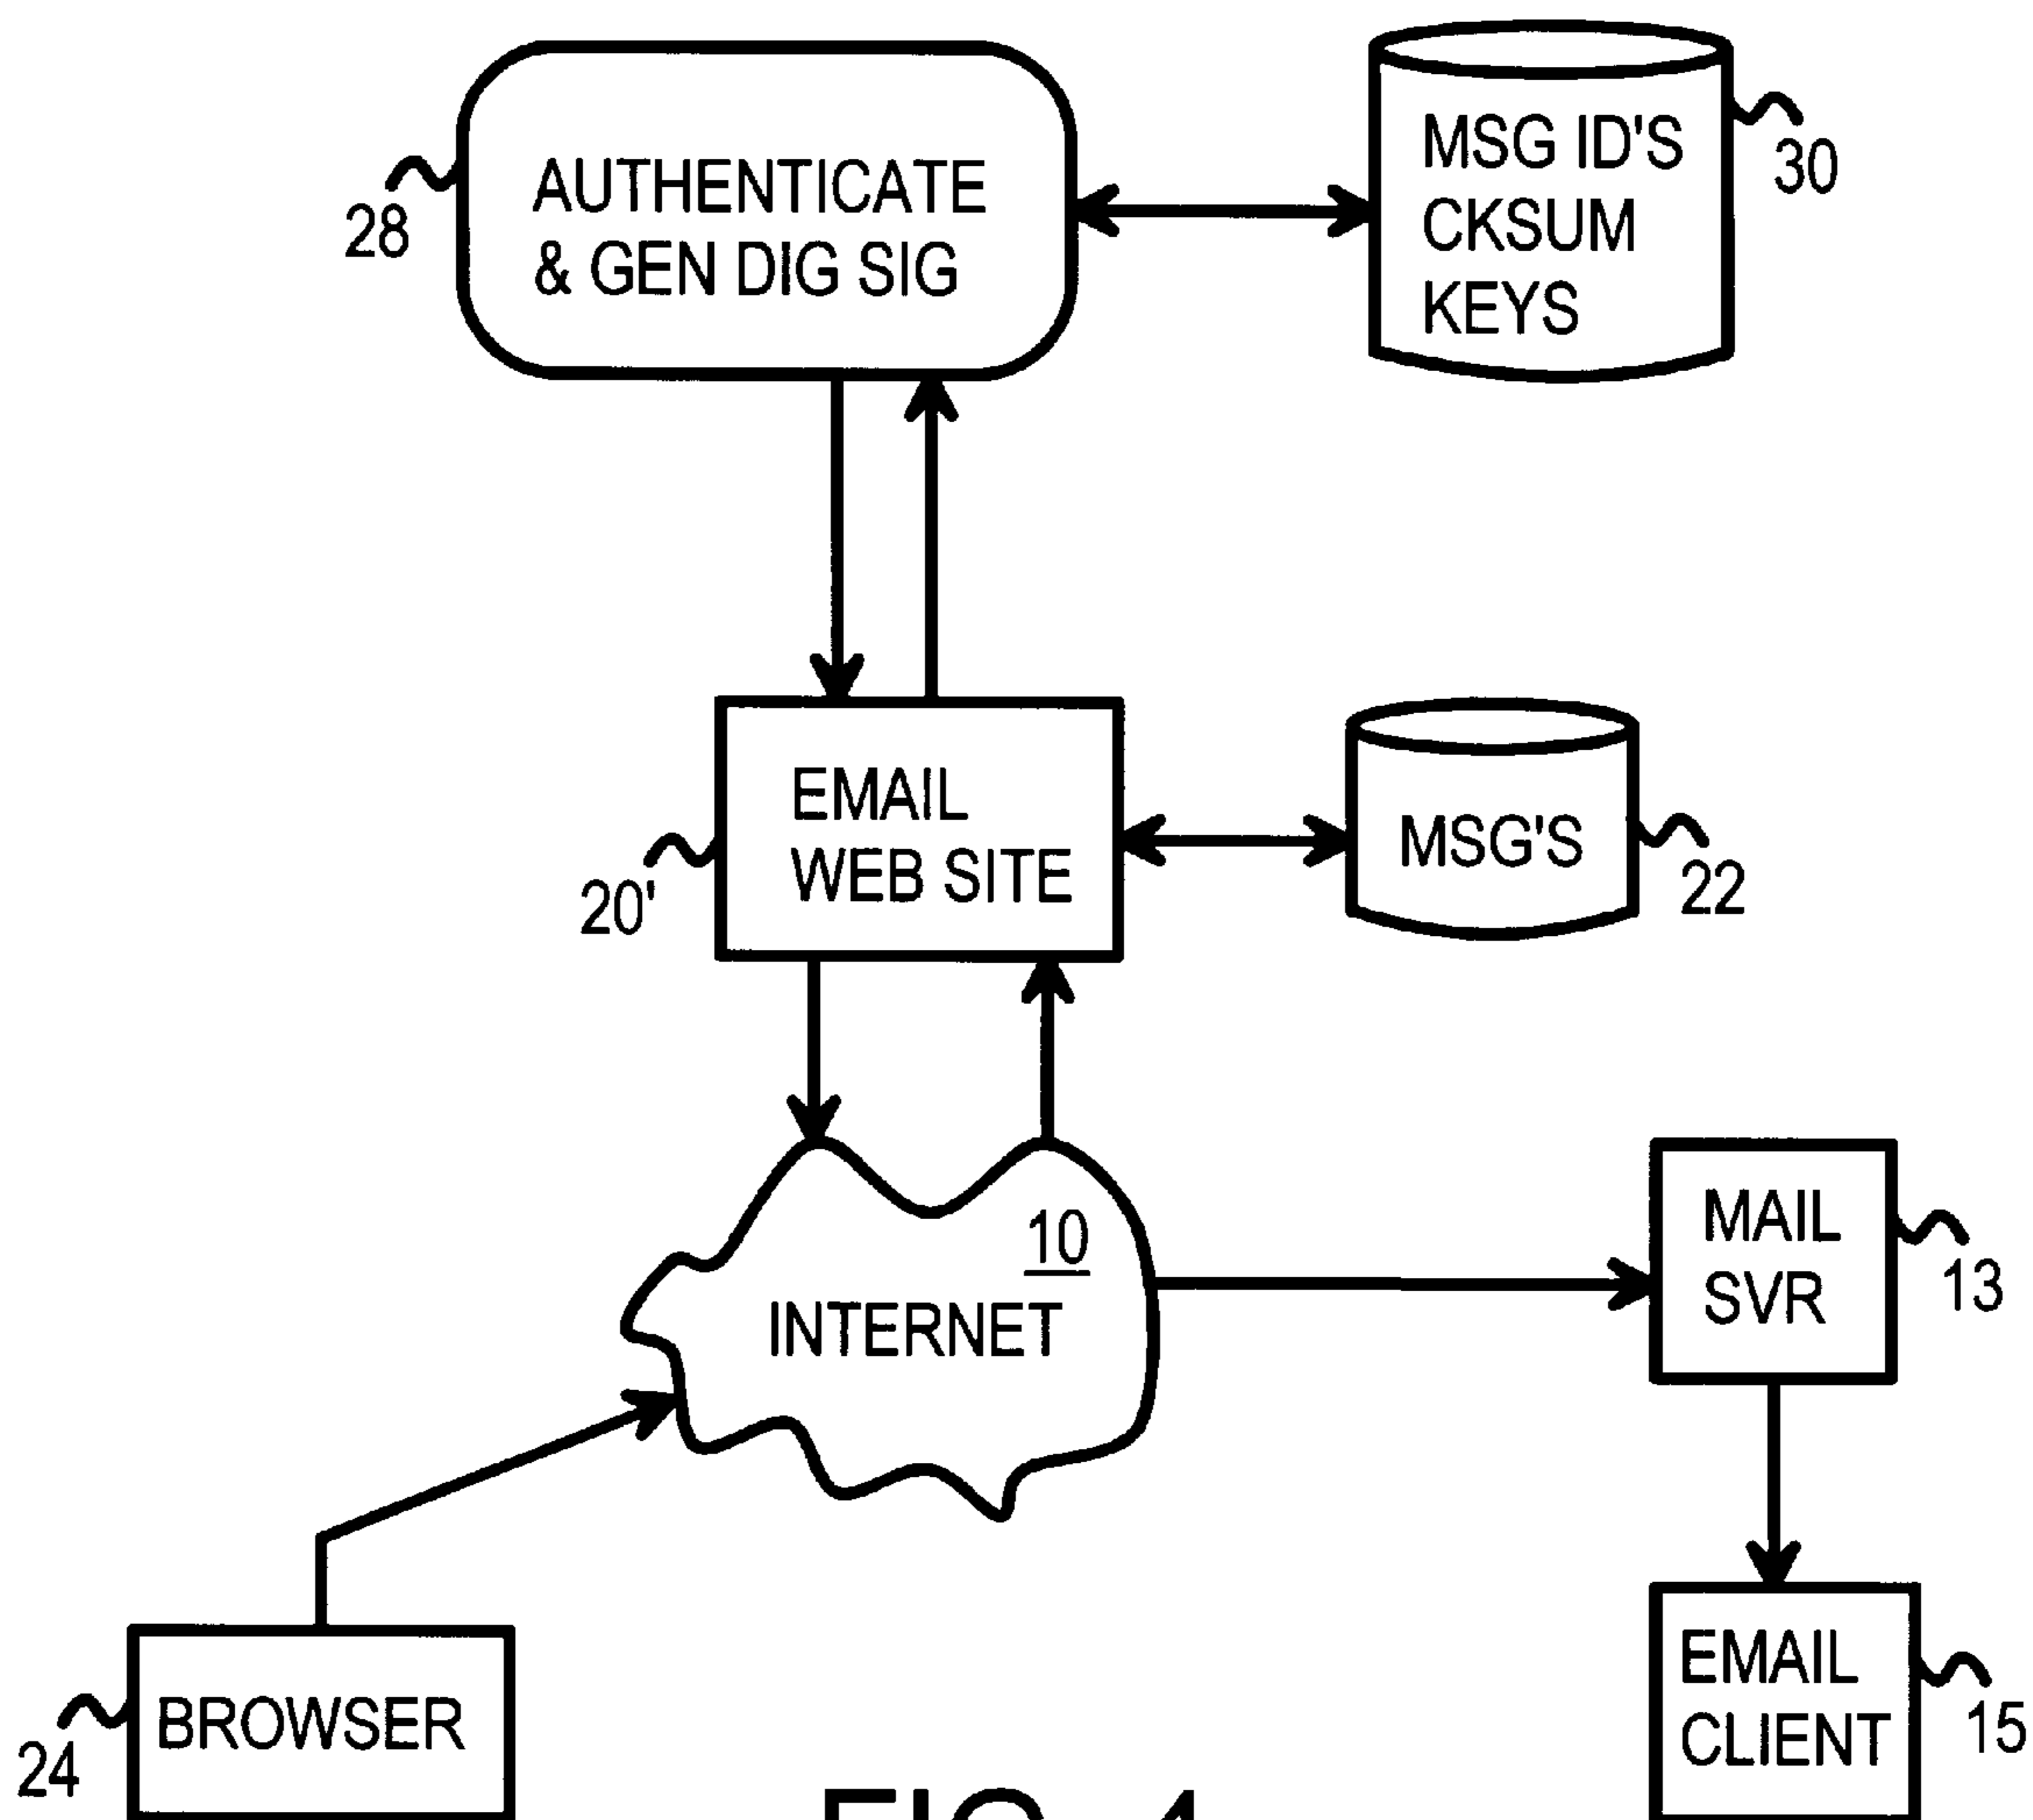 AUTHENTICATE
& GEN DIG SIG
28
MSG ID'S
CKSUM
KEYS
30
EMAIL
WEB SITE
20'
MSG'S
22
10
INTERNET
MAIL
SVR
13
BROWSER
24
EMAIL
CLIENT
15